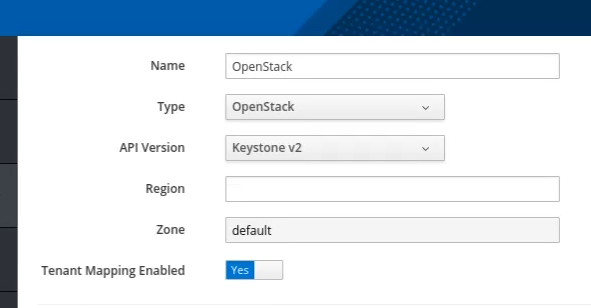 Name OpenStack
Type OpenStack
API Version Keystone v2
Region
Zone default
Tenant Mapping Enabled Yes